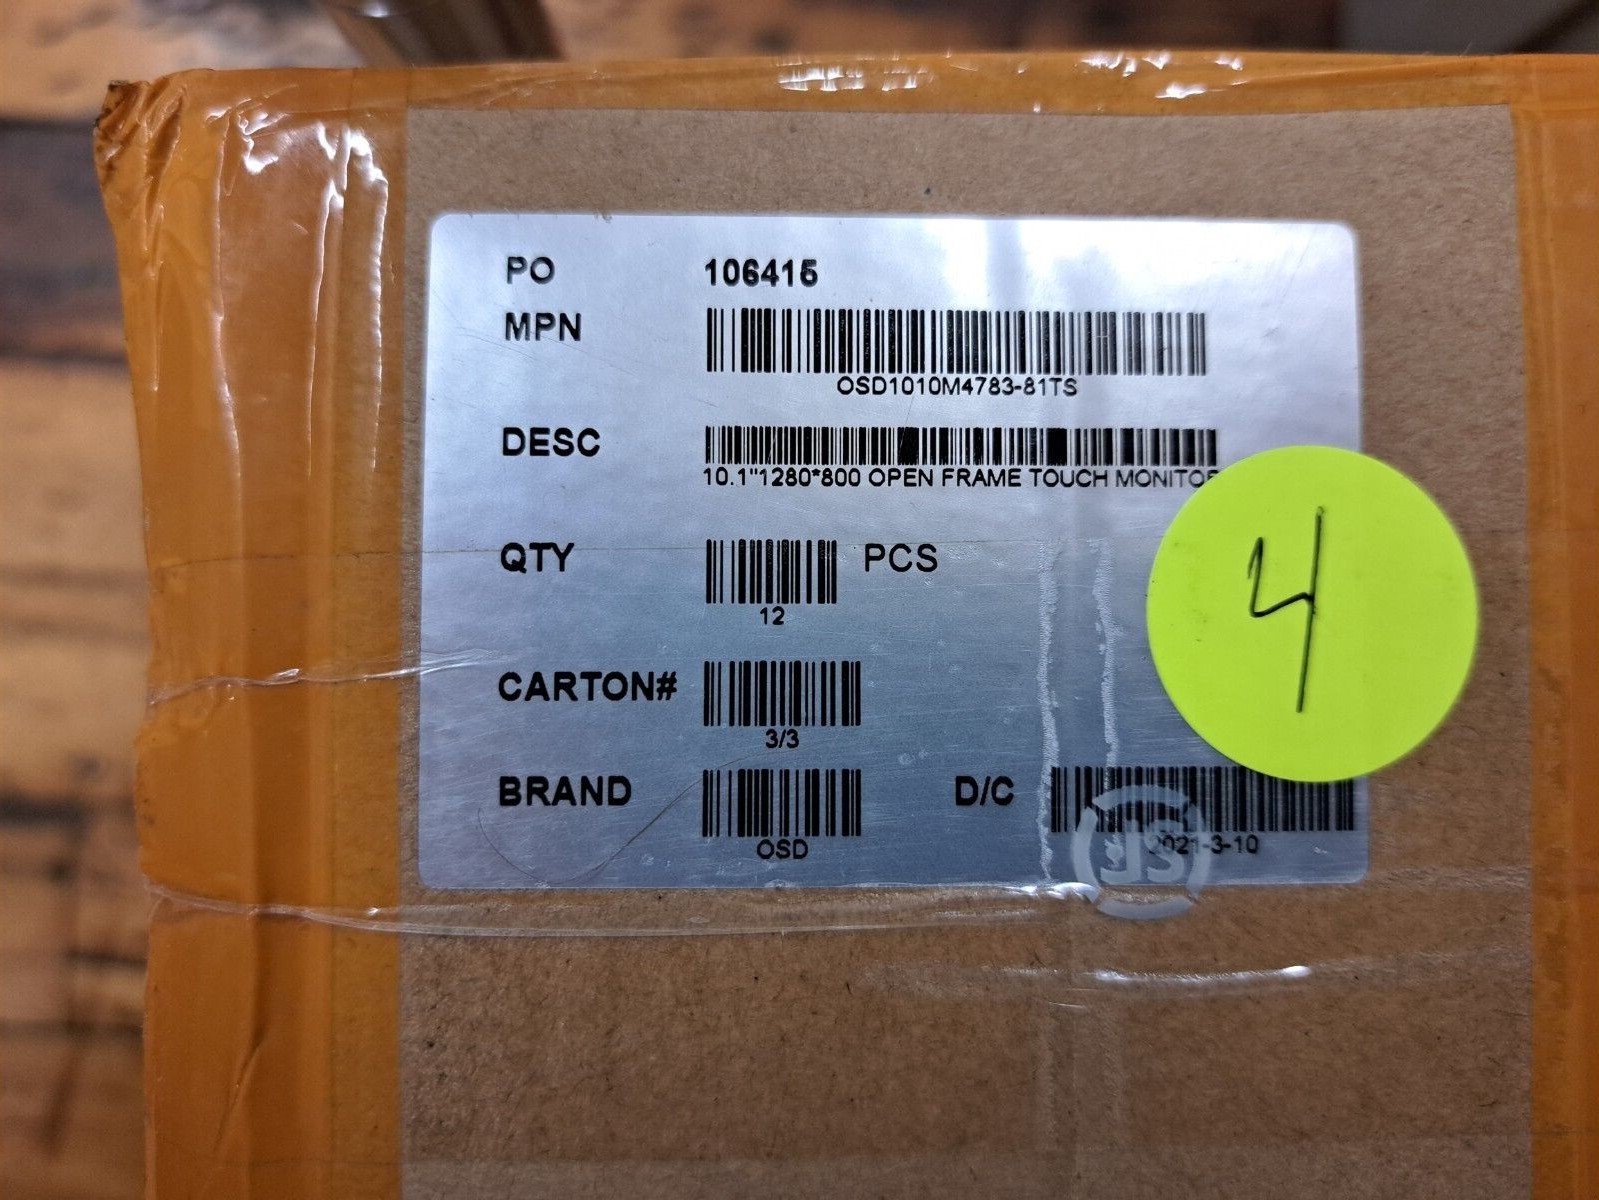 PO 106415
MPN
OSD1010M4783-81TS
DESC
10.1"1280*800 OPEN FRAME TOUCH MONITOR
QTY PCS
12
4
CARTON#
3/3
BRAND D/C
OSD 2021-3-10